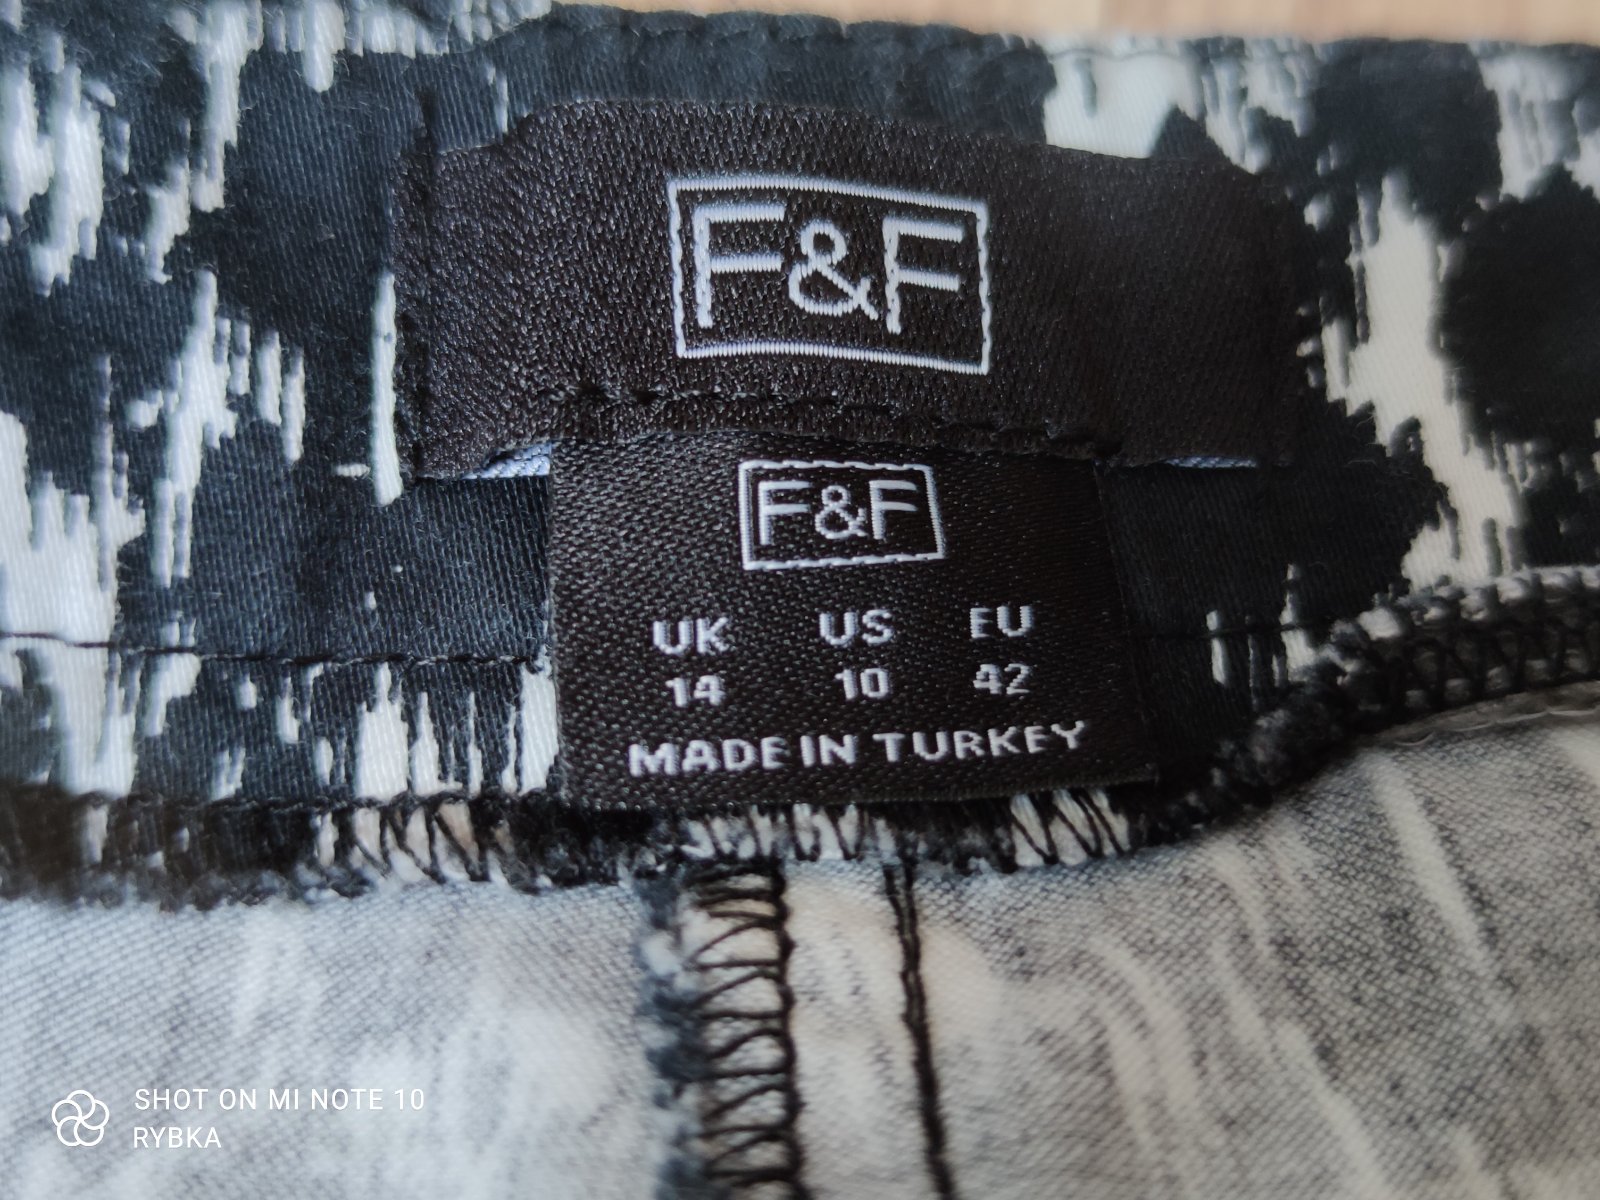 F&F
F&F
UK US EU
14 10 42
MADE IN TURKEY
SHOT ON MI NOTE 10
RYBKA